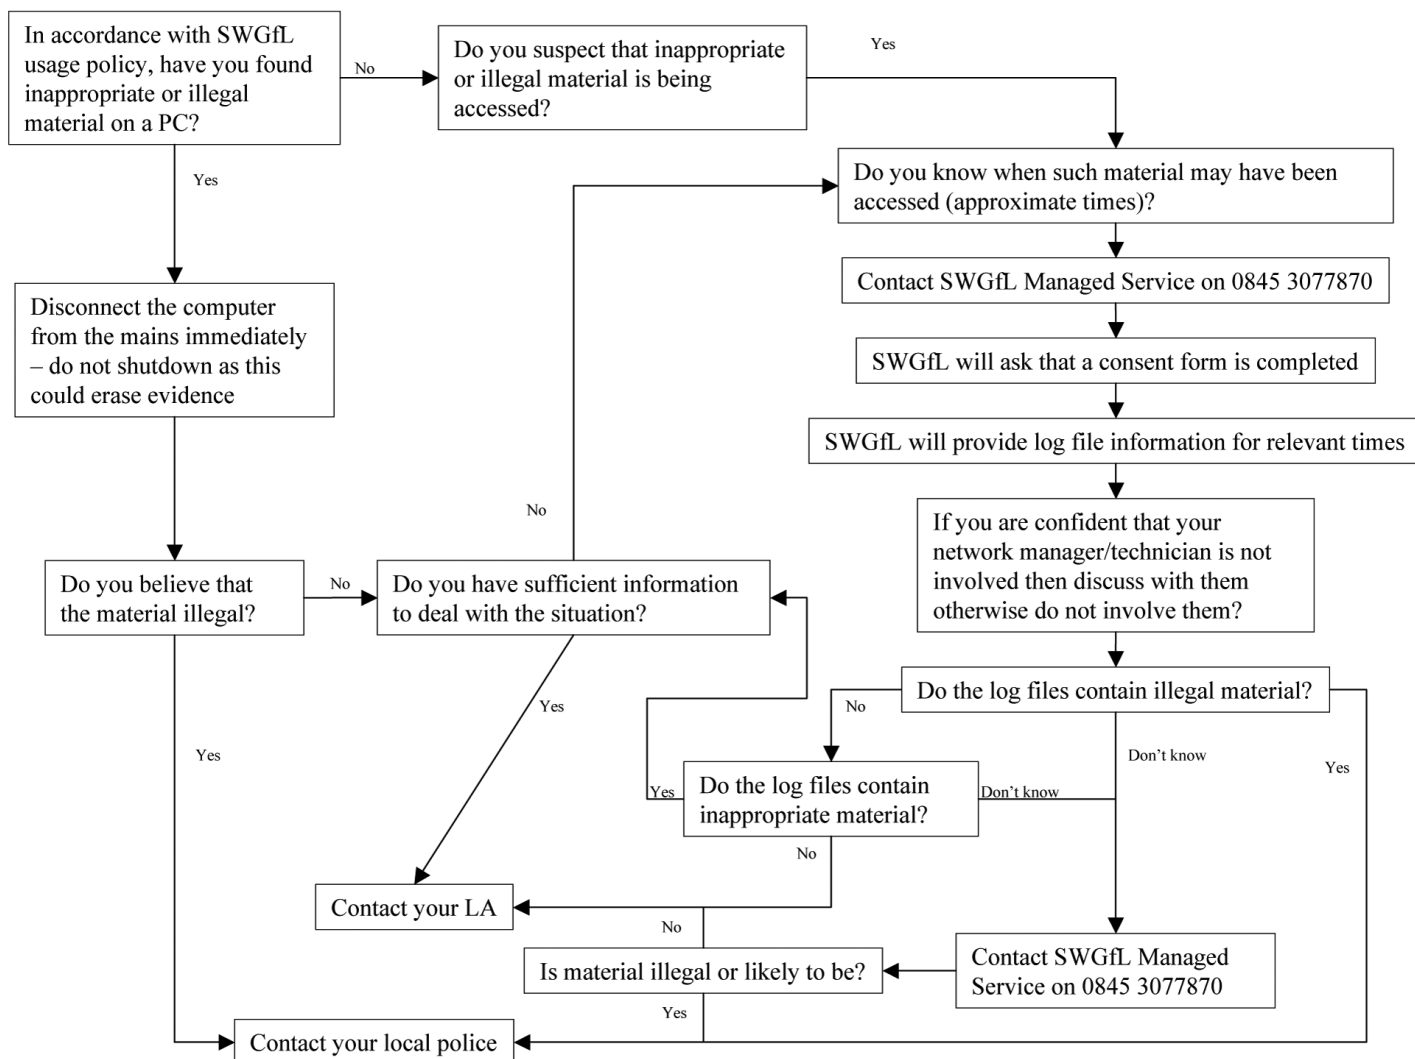 In accordance with SWGfL
usage policy, have you found
inappropriate or illegal
material on a PC?
No
Do you suspect that inappropriate
or illegal material is being
accessed?
Yes
Yes
Do you know when such material may have been
accessed (approximate times)?
Contact SWGfL Managed Service on 0845 3077870
Disconnect the computer
from the mains immediately
– do not shutdown as this
could erase evidence
SWGfL will ask that a consent form is completed
SWGfL will provide log file information for relevant times
No
If you are confident that your
network manager/technician is not
involved then discuss with them
otherwise do not involve them?
Do you believe that
the material illegal?
No
Do you have sufficient information
to deal with the situation?
Do the log files contain illegal material?
Yes
No
Yes
Don’t know
Yes
Do the log files contain
inappropriate material?
Yes
Don’t know
No
Contact your LA
No
Is material illegal or likely to be?
Contact SWGfL Managed
Service on 0845 3077870
Yes
Contact your local police